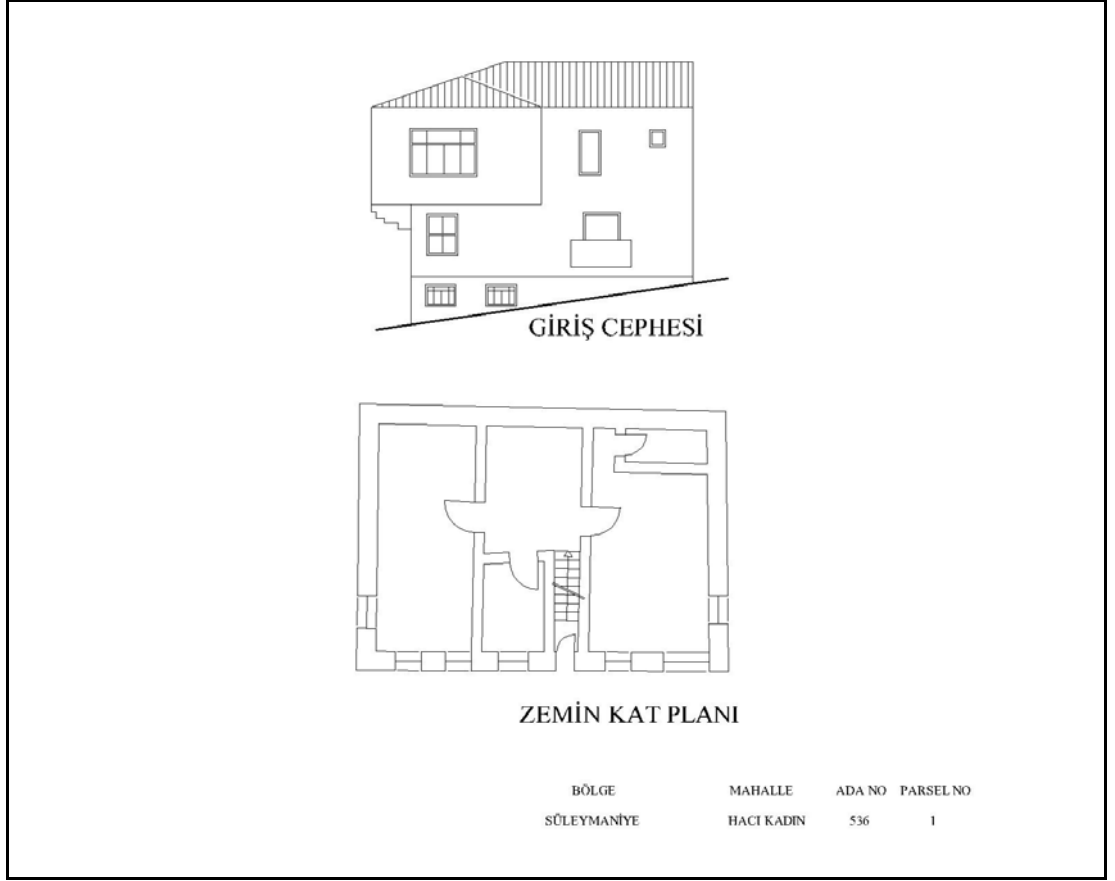 GİRİŞ CEPHESİ
ZEMİN KAT PLANI
BÖLGE MAHALLE ADA NO PARSEL NO
SÜLEYMANİYE HACI KADIN 536 1